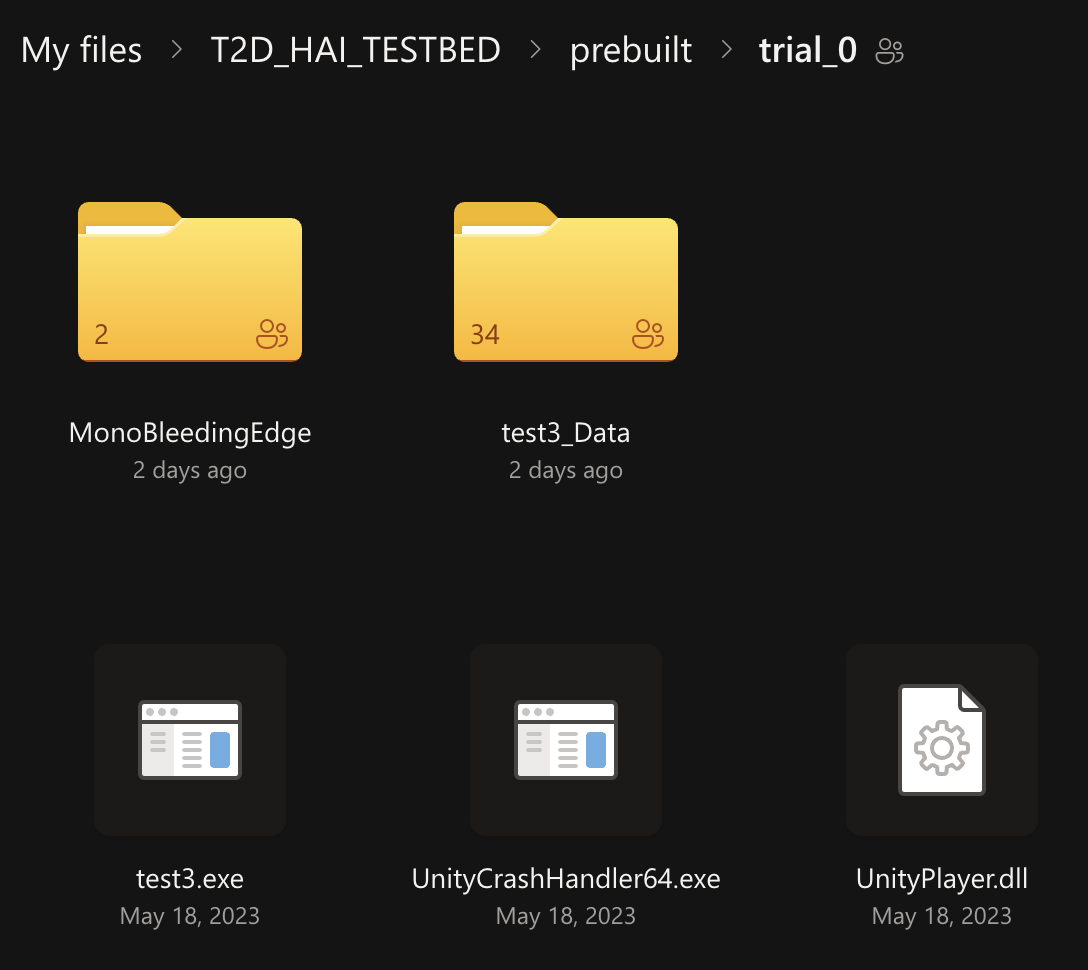 My files > T2D_HAI_TESTBED > prebuilt > trial_0
2 34
MonoBleedingEdge test3_Data
2 days ago 2 days ago
test3.exe UnityCrashHandler64.exe UnityPlayer.dll
May 18, 2023 May 18, 2023 May 18, 2023